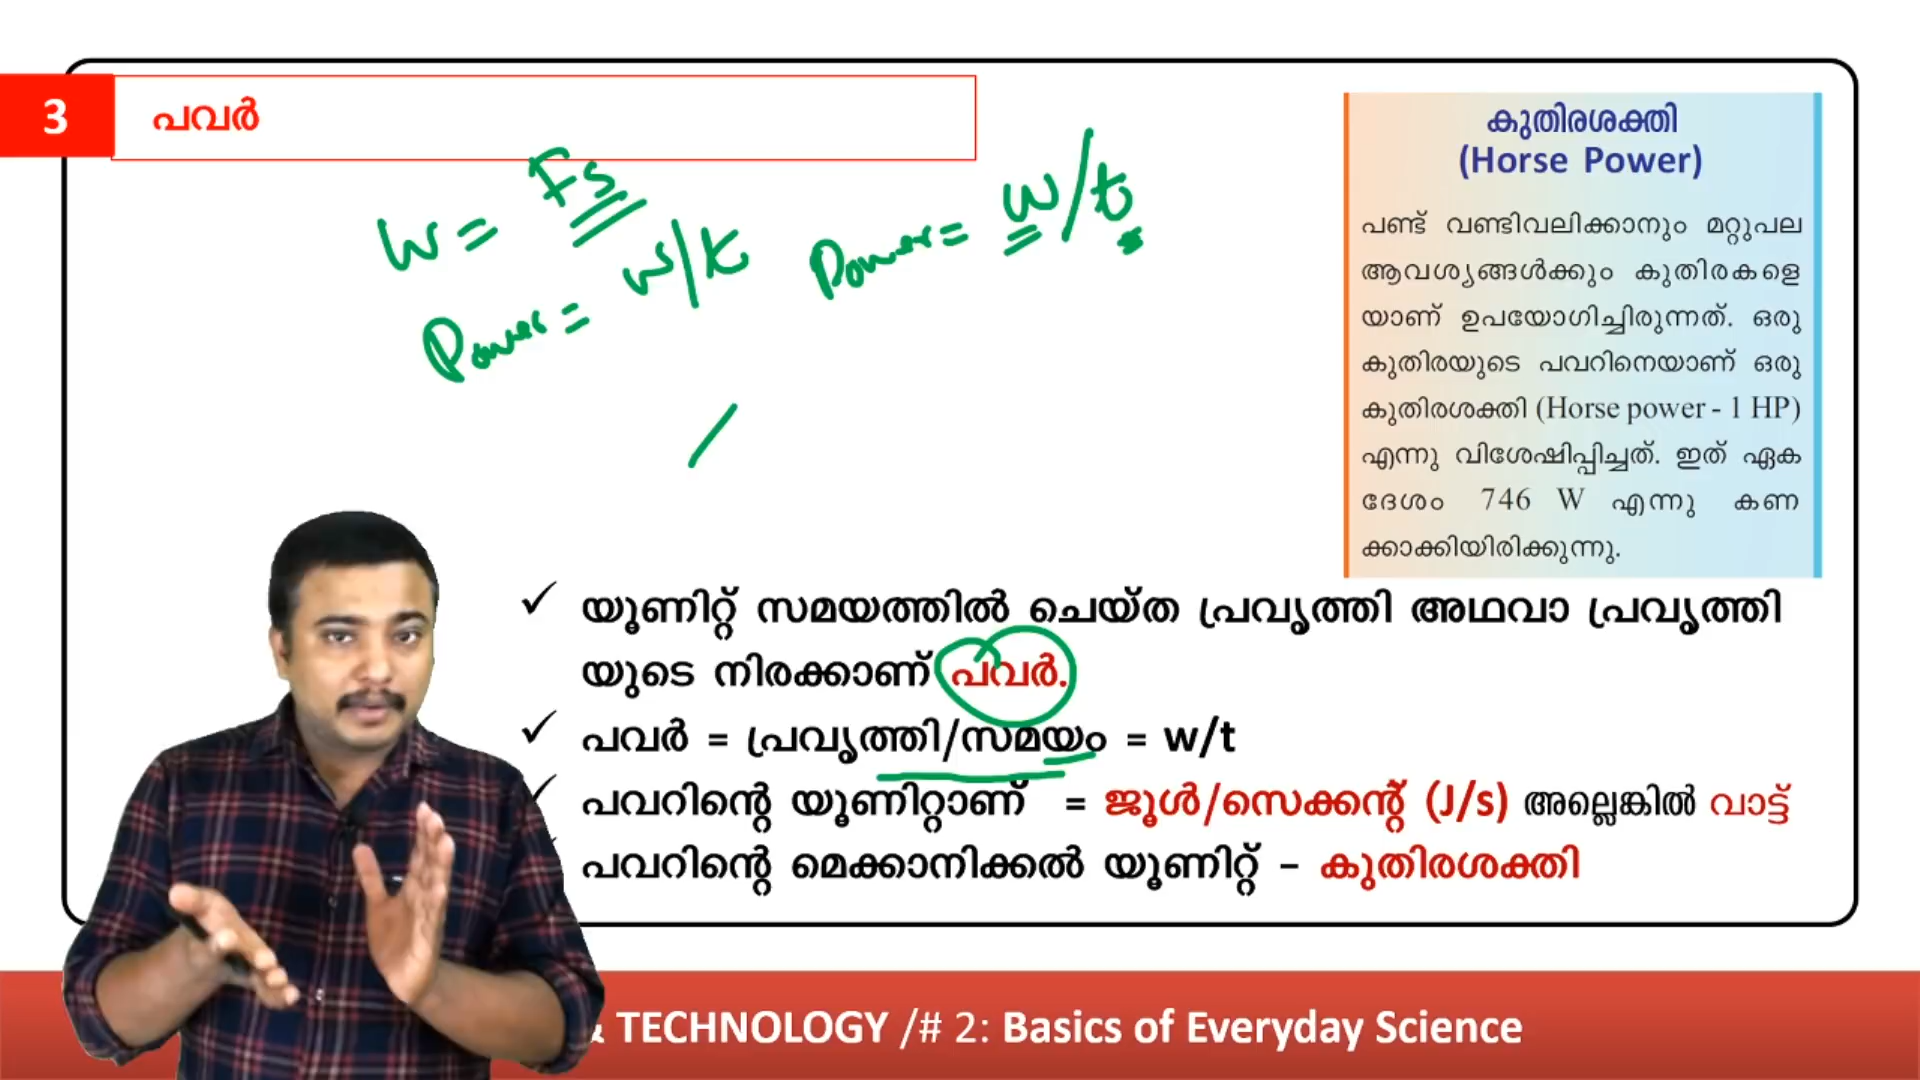 3 പവർ
W = Fs
Power = w/t
Power = w/t
കുതിരശക്തി
(Horse Power)
പണ്ട് വണ്ടിവലിക്കാനും മറ്റുപല
ആവശ്യങ്ങൾക്കും കുതിരകളെ
യാണ് ഉപയോഗിച്ചിരുന്നത്. ഒരു
കുതിരയുടെ പവറിനെയാണ് ഒരു
കുതിരശക്തി (Horse power - 1 HP)
എന്നു വിശേഷിപ്പിച്ചത്. ഇത് ഏക
ദേശം 746 W എന്നു കണ
ക്കാക്കിയിരിക്കുന്നു.
✓ യൂണിറ്റ് സമയത്തിൽ ചെയ്ത പ്രവൃത്തി അഥവാ പ്രവൃത്തി
യുടെ നിരക്കാണ് പവർ.
✓ പവർ = പ്രവൃത്തി/സമയം = w/t
പവറിന്റെ യൂണിറ്റാണ് = ജൂൾ/സെക്കന്റ് (J/s) അല്ലെങ്കിൽ വാട്ട്
പവറിന്റെ മെക്കാനിക്കൽ യൂണിറ്റ് – കുതിരശക്തി
& TECHNOLOGY /# 2: Basics of Everyday Science